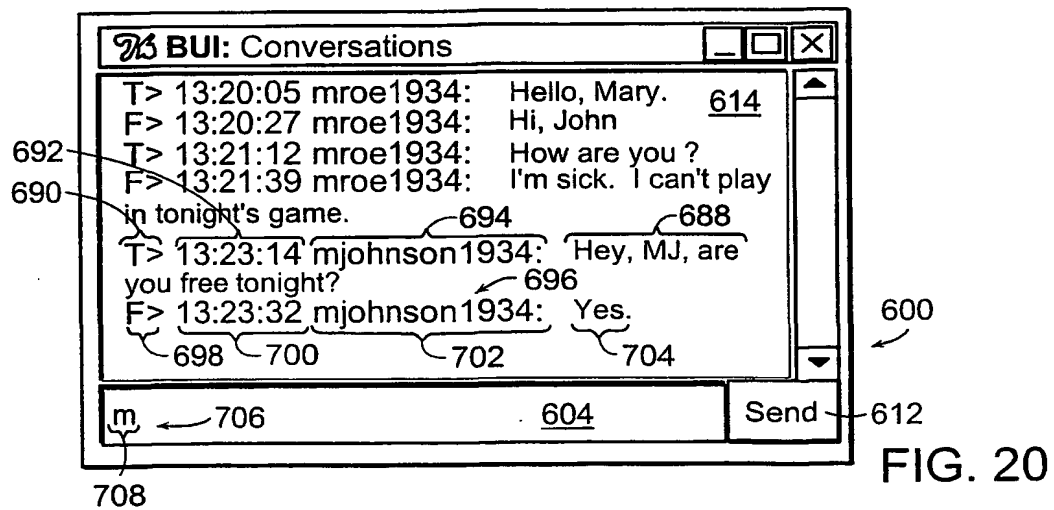 BUI: Conversations
T> 13:20:05 mroe1934: Hello, Mary. 614
F> 13:20:27 mroe1934: Hi, John
692 T> 13:21:12 mroe1934: How are you ?
690 F> 13:21:39 mroe1934: I'm sick. I can't play
in tonight's game. 694 688
T> 13:23:14 mjohnson1934: Hey, MJ, are
you free tonight? 696
F> 13:23:32 mjohnson1934: Yes. 600
698 700 702 704
m 706 604 Send 612
708
FIG. 20